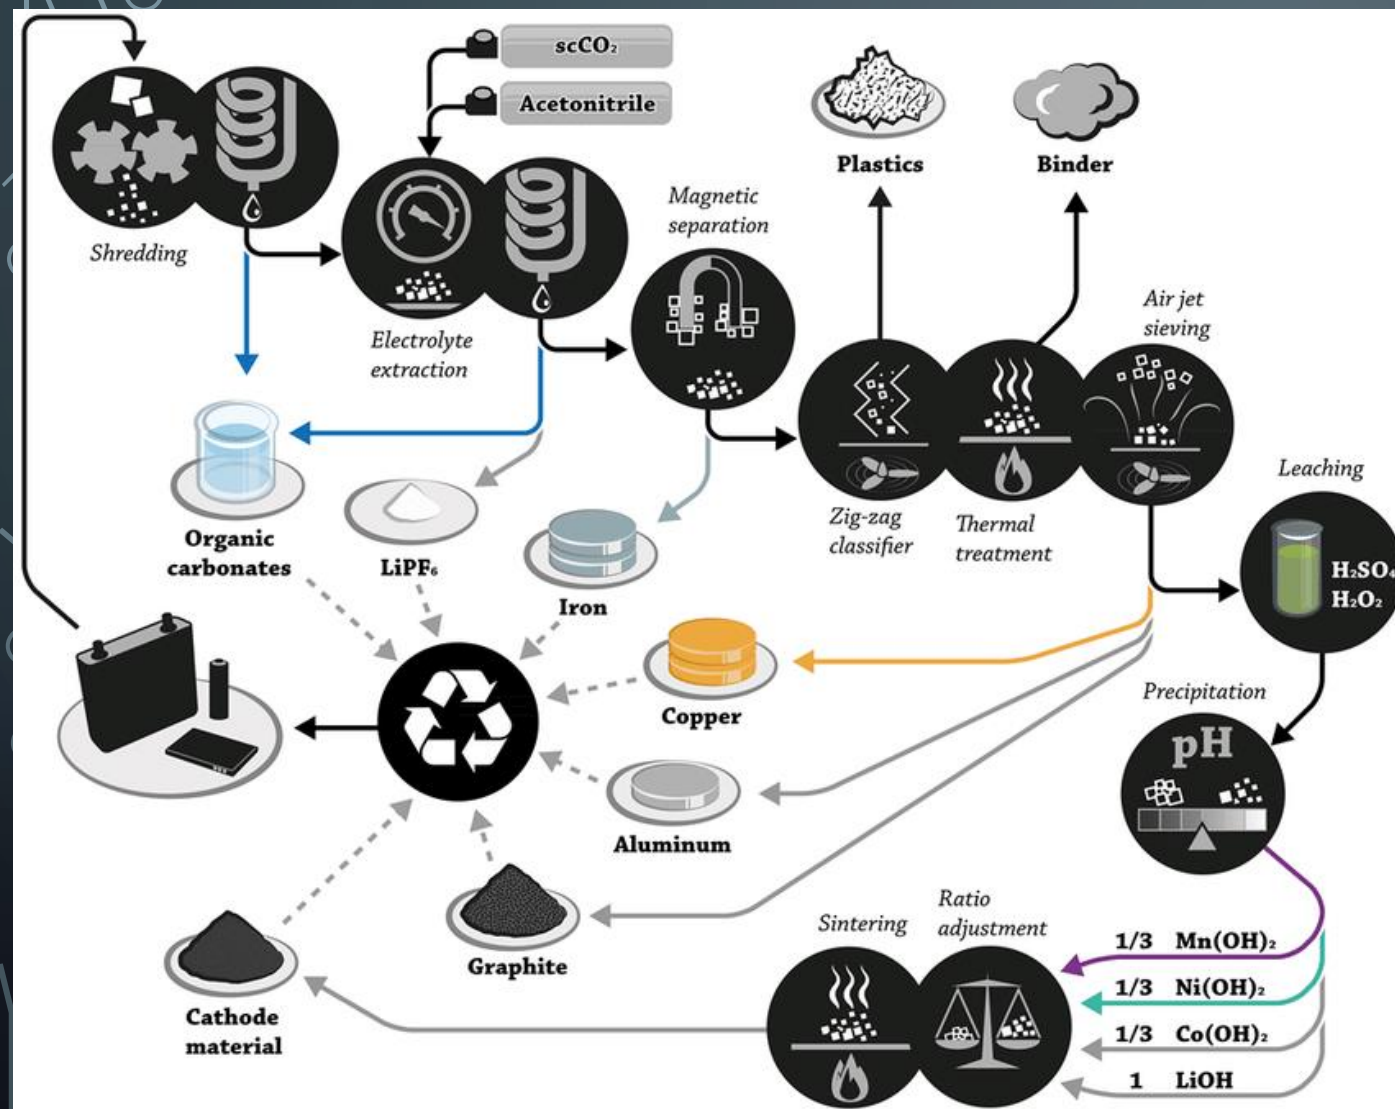 scCO₂
Acetonitrile
Shredding
Electrolyte
extraction
Magnetic
separation
Plastics
Binder
Air jet
sieving
Zig-zag
classifier
Thermal
treatment
Leaching
H₂SO₄
H₂O₂
Organic
carbonates
LiPF₆
Iron
Copper
Aluminum
Graphite
Cathode
material
Precipitation
pH
Sintering
Ratio
adjustment
1/3 Mn(OH)₂
1/3 Ni(OH)₂
1/3 Co(OH)₂
1 LiOH